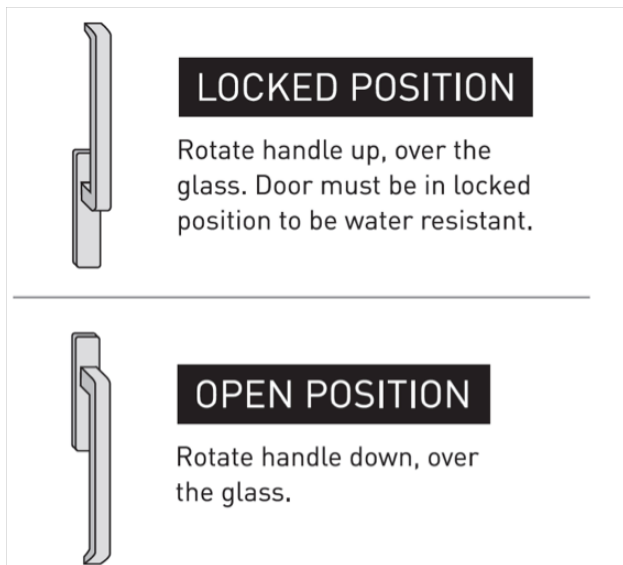 LOCKED POSITION
Rotate handle up, over the
glass. Door must be in locked
position to be water resistant.
OPEN POSITION
Rotate handle down, over
the glass.